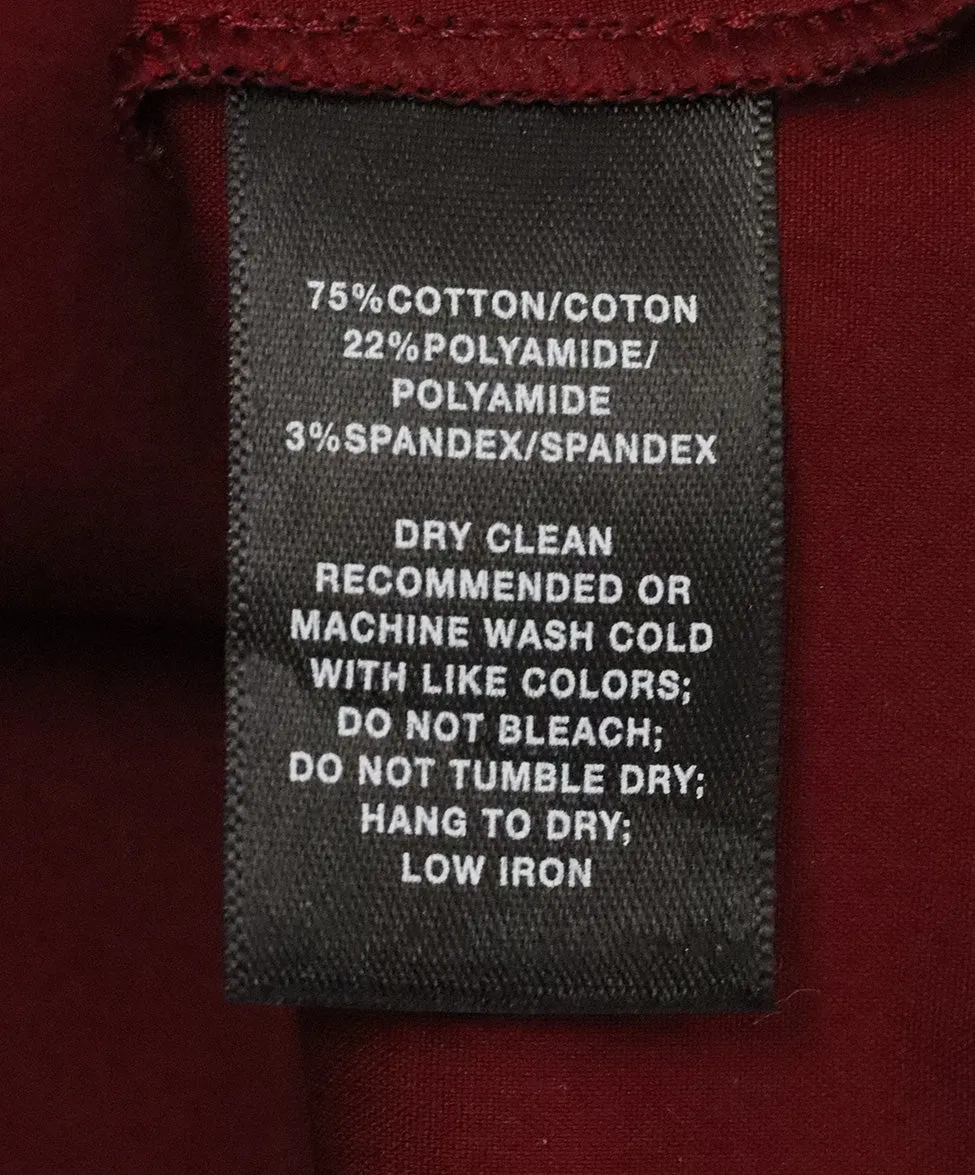 75%COTTON/COTON
22%POLYAMIDE/
POLYAMIDE
3%SPANDEX/SPANDEX
DRY CLEAN
RECOMMENDED OR
MACHINE WASH COLD
WITH LIKE COLORS;
DO NOT BLEACH;
DO NOT TUMBLE DRY;
HANG TO DRY;
LOW IRON